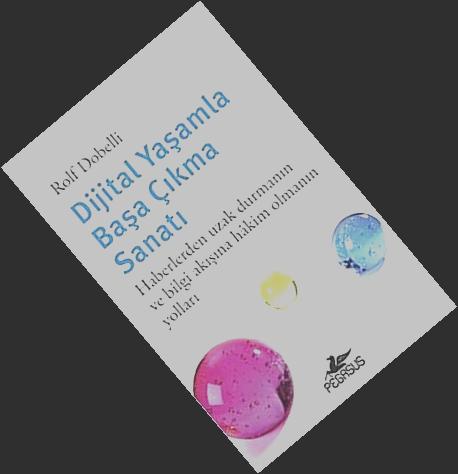 Rolf Dobelli
Dijital Yaşamla
Başa Çıkma
Sanatı
Haberlerden uzak durmanın
ve bilgi akışına hâkim olmanın
yolları
PEGASUS